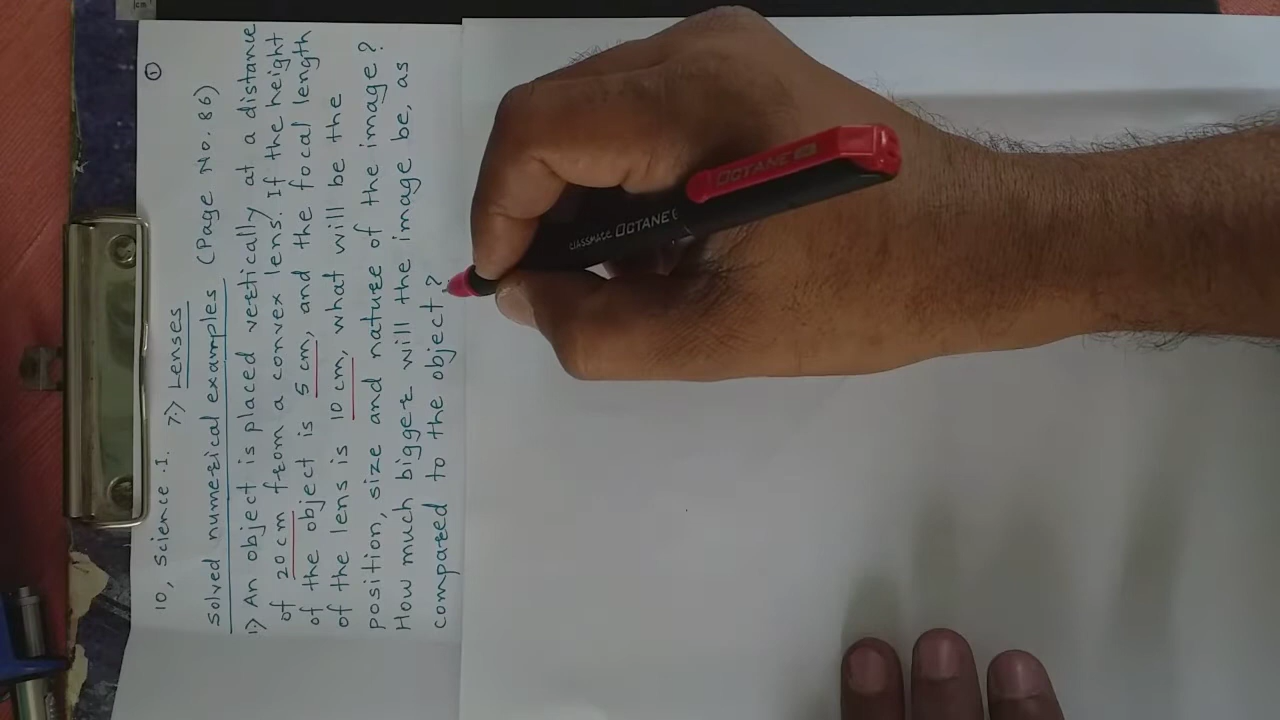 ①
10, Science.I. 7.) Lenses
solved numerical examples (Page No. 86)
1) An object is placed vertically at a distance
of 20cm from a convex lens. If the height
of the object is 5 cm, and the focal length
of the lens is 10 cm, what will be the
position, size and nature of the image?
How much bigger will the image be, as
compared to the object?
CLASSMATE OCTANE
OCTANE
cm